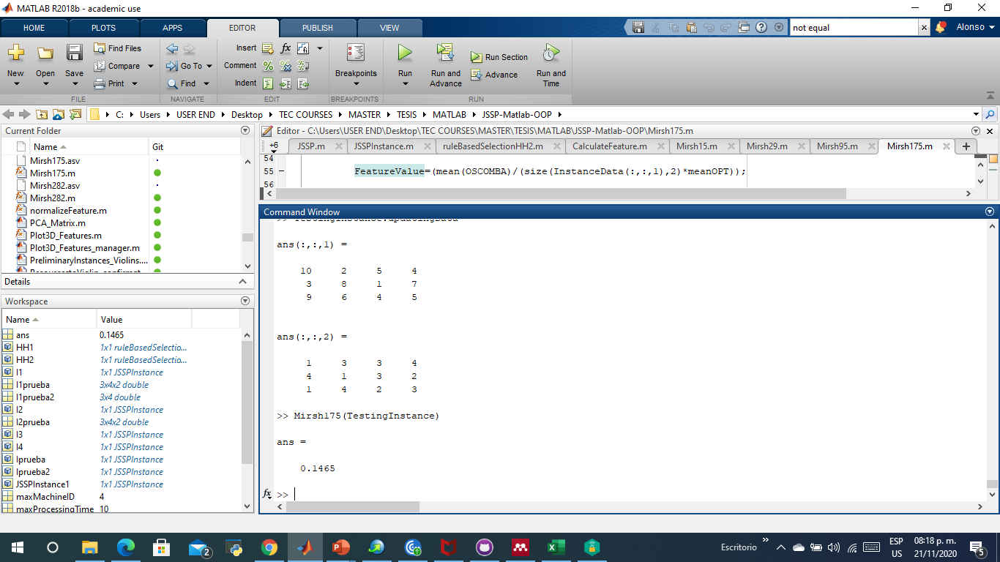 MATLAB R2018b - academic use
HOME PLOTS APPS EDITOR PUBLISH VIEW not equal Alonso
New Open Save Find Files Compare Print
FILE
Go To Find
NAVIGATE
Insert fx Comment Indent
EDIT
Breakpoints
BREAKPOINTS
Run Run and Advance Run Section Advance Run and Time
RUN
C: Users USER END Desktop TEC COURSES MASTER TESIS MATLAB JSSP-Matlab-OOP
Current Folder
Name Git
Mirsh175.asv
Mirsh175.m
Mirsh282.asv
Mirsh282.m
normalizeFeature.m
PCA_Matrix.m
Plot3D_Features.m
Plot3D_Features_manager.m
PreliminaryInstances_Violins....
Details
Workspace
Name Value
ans 0.1465
HH1 1x1 ruleBasedSelectio...
HH2 1x1 ruleBasedSelectio...
I1 1x1 JSSPInstance
I1prueba 3x4x2 double
I1prueba2 3x4 double
I2 1x1 JSSPInstance
I2prueba 3x4x2 double
I3 1x1 JSSPInstance
I4 1x1 JSSPInstance
Iprueba 1x1 JSSPInstance
Iprueba2 1x1 JSSPInstance
JSSPInstance1 1x1 JSSPInstance
maxMachineID 4
maxProcessingTime 10
Editor - C:\Users\USER END\Desktop\TEC COURSES\MASTER\TESIS\MATLAB\JSSP-Matlab-OOP\Mirsh175.m
+6 JSSP.m JSSPInstance.m ruleBasedSelectionHH2.m CalculateFeature.m Mirsh15.m Mirsh29.m Mirsh95.m Mirsh175.m
54
55 – FeatureValue=(mean(OSCOMBA)/(size(InstanceData(:,:,1),2)*meanOPT));
56
Command Window
>> TestingInstance.updatingData
ans(:,:,1) =
10 2 5 4
3 8 1 7
9 6 4 5
ans(:,:,2) =
1 3 3 4
4 1 3 2
1 4 2 3
>> Mirsh175(TestingInstance)
ans =
0.1465
fx >>
2 Escritorio » ESP US 08:18 p. m. 21/11/2020 5